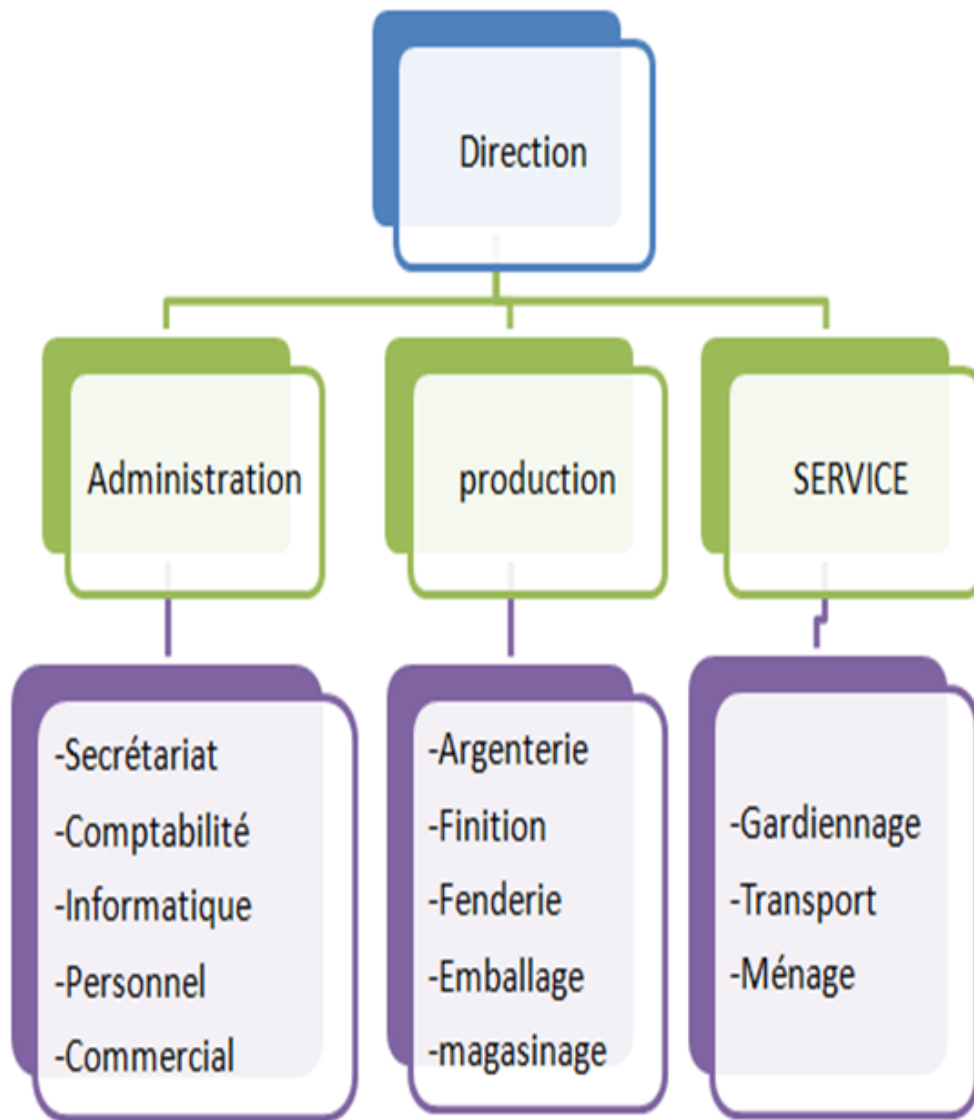 Direction
Administration
production
SERVICE
-Secrétariat
-Comptabilité
-Informatique
-Personnel
-Commercial
-Argenterie
-Finition
-Fenderie
-Emballage
-magasinage
-Gardiennage
-Transport
-Ménage